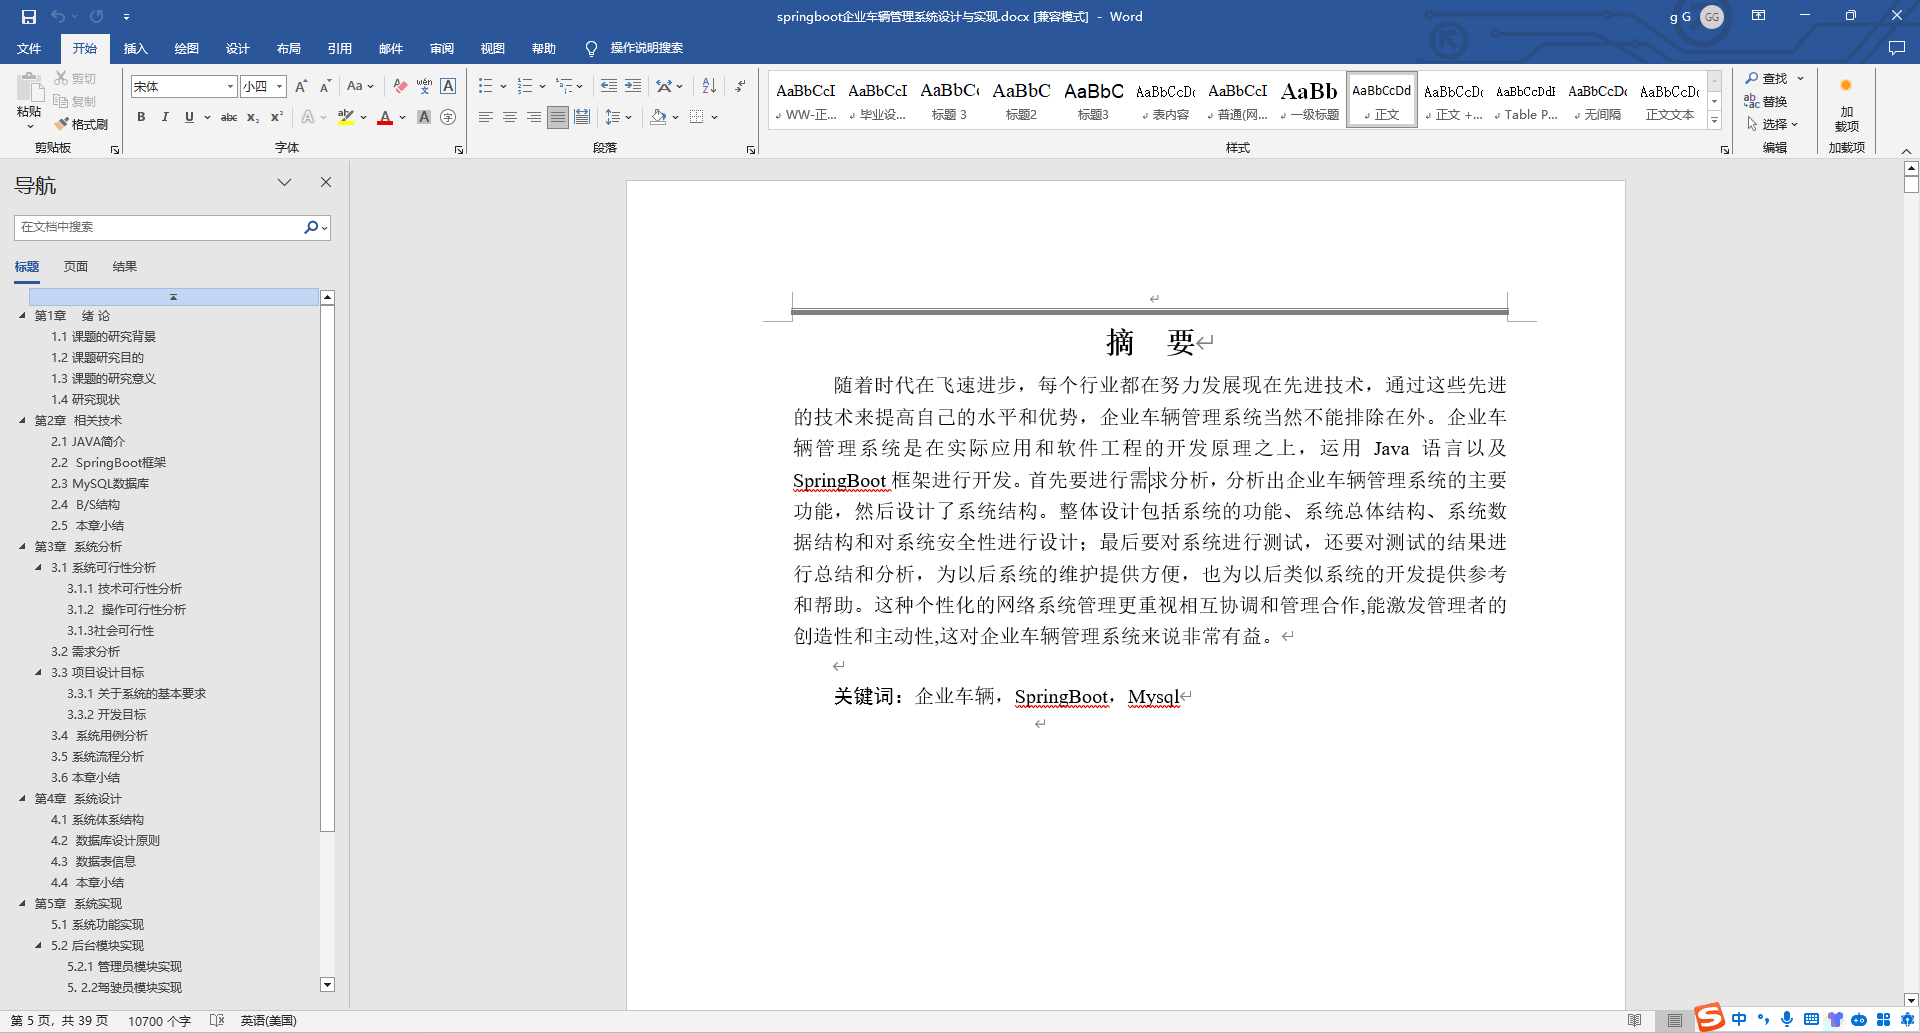 springboot企业车辆管理系统设计与实现.docx [兼容模式] - Word
g G
GG
文件 开始 插入 绘图 设计 布局 引用 邮件 审阅 视图 帮助 操作说明搜索
粘贴
剪切
复制
格式刷
剪贴板
宋体 小四
字体
段落
AaBbCcI AaBbCcI AaBbC AaBbC AaBbC AaBbCcD AaBbCcI AaBb AaBbCcDd AaBbCcD AaBbCcDdI AaBbCcDc AaBbCcD
WW-正... 毕业设... 标题 3 标题2 标题3 表内容 普通(网... 一级标题 正文 正文 +... Table P... 无间隔 正文文本
样式
查找
替换
选择
编辑
加
载项
加载项
导航
在文档中搜索
标题 页面 结果
第1章 绪 论
1.1 课题的研究背景
1.2 课题研究目的
1.3 课题的研究意义
1.4 研究现状
第2章 相关技术
2.1 JAVA简介
2.2 SpringBoot框架
2.3 MySQL数据库
2.4 B/S结构
2.5 本章小结
第3章 系统分析
3.1 系统可行性分析
3.1.1 技术可行性分析
3.1.2 操作可行性分析
3.1.3社会可行性
3.2 需求分析
3.3 项目设计目标
3.3.1 关于系统的基本要求
3.3.2 开发目标
3.4 系统用例分析
3.5 系统流程分析
3.6 本章小结
第4章 系统设计
4.1 系统体系结构
4.2 数据库设计原则
4.3 数据表信息
4.4 本章小结
第5章 系统实现
5.1 系统功能实现
5.2 后台模块实现
5.2.1 管理员模块实现
5. 2.2驾驶员模块实现
摘 要
随着时代在飞速进步，每个行业都在努力发展现在先进技术，通过这些先进
的技术来提高自己的水平和优势，企业车辆管理系统当然不能排除在外。企业车
辆管理系统是在实际应用和软件工程的开发原理之上，运用 Java 语言以及
SpringBoot 框架进行开发。首先要进行需求分析，分析出企业车辆管理系统的主要
功能，然后设计了系统结构。整体设计包括系统的功能、系统总体结构、系统数
据结构和对系统安全性进行设计；最后要对系统进行测试，还要对测试的结果进
行总结和分析，为以后系统的维护提供方便，也为以后类似系统的开发提供参考
和帮助。这种个性化的网络系统管理更重视相互协调和管理合作,能激发管理者的
创造性和主动性,这对企业车辆管理系统来说非常有益。
关键词：企业车辆，SpringBoot，Mysql
第 5 页，共 39 页 10700 个字 英语(美国)
中